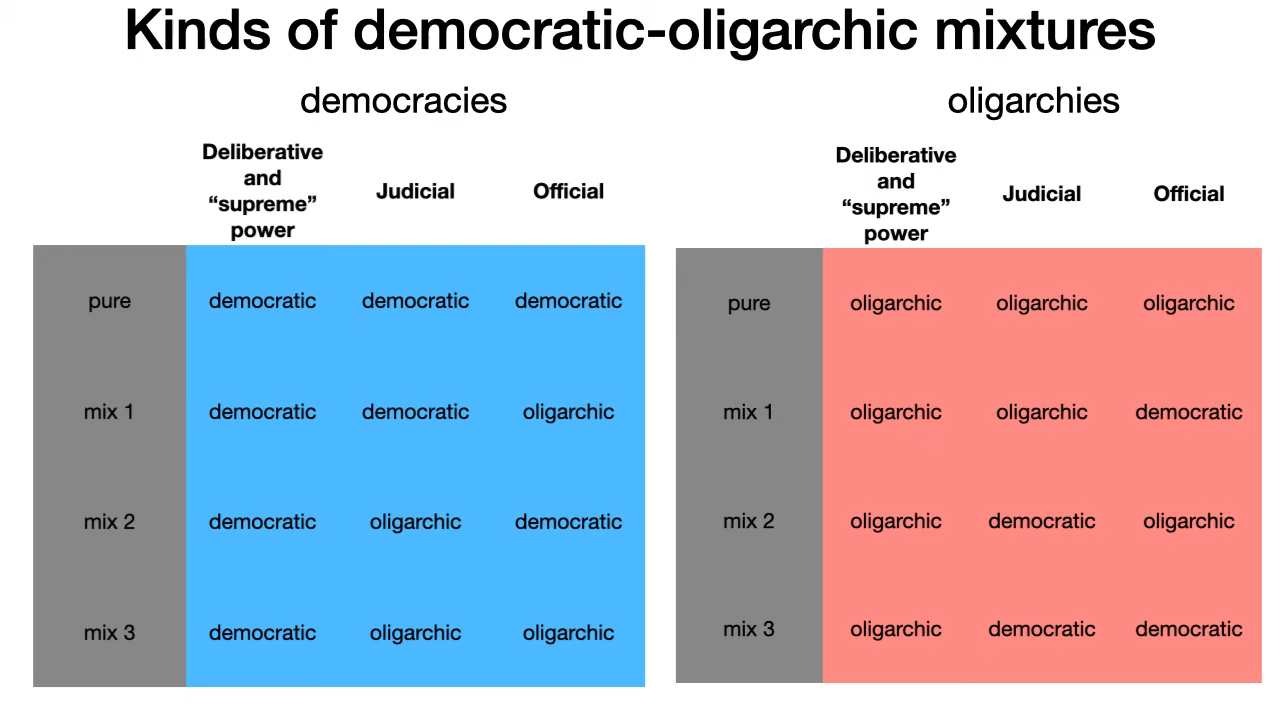 Kinds of democratic-oligarchic mixtures
democracies
Deliberative
and
“supreme”
power
Judicial
Official
pure
democratic
democratic
democratic
mix 1
democratic
democratic
oligarchic
mix 2
democratic
oligarchic
democratic
mix 3
democratic
oligarchic
oligarchic
oligarchies
Deliberative
and
“supreme”
power
Judicial
Official
pure
oligarchic
oligarchic
oligarchic
mix 1
oligarchic
oligarchic
democratic
mix 2
oligarchic
democratic
oligarchic
mix 3
oligarchic
democratic
democratic